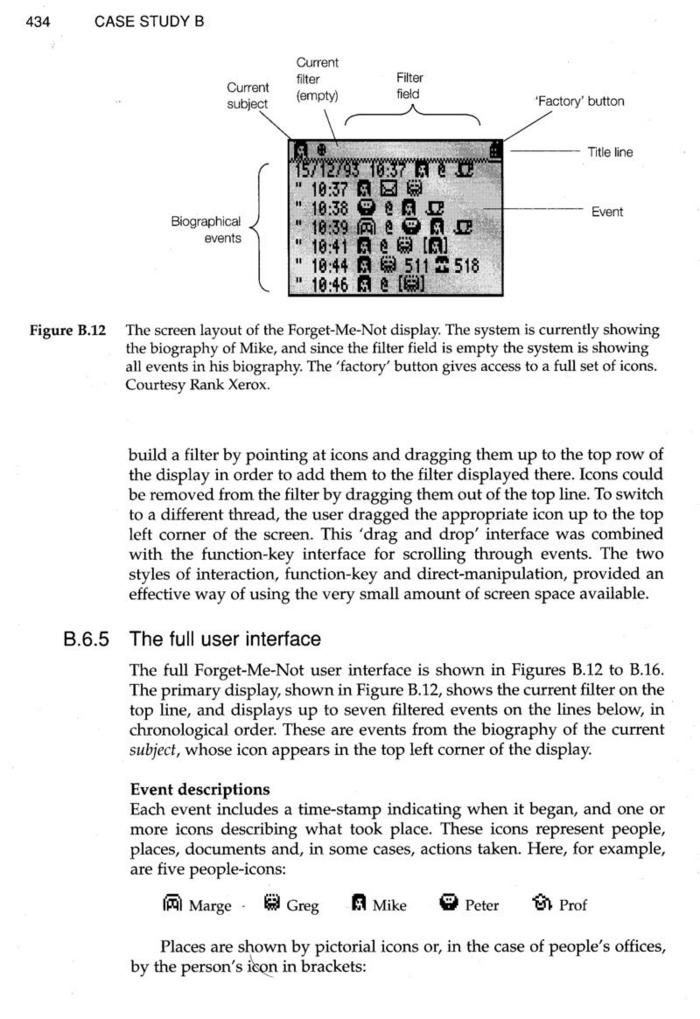 434 CASE STUDY B
Current
filter
(empty)
Filter
field
Current
subject
'Factory' button
Title line
15/12/93 10:37 @
" 10:37
" 10:38 @
Event
Biographical
events
" 10:39 @
" 10:41 @ [ ]
" 10:44 511 518
" 10:46 @ [ ]
Figure B.12 The screen layout of the Forget-Me-Not display. The system is currently showing
the biography of Mike, and since the filter field is empty the system is showing
all events in his biography. The 'factory' button gives access to a full set of icons.
Courtesy Rank Xerox.
build a filter by pointing at icons and dragging them up to the top row of
the display in order to add them to the filter displayed there. Icons could
be removed from the filter by dragging them out of the top line. To switch
to a different thread, the user dragged the appropriate icon up to the top
left corner of the screen. This 'drag and drop' interface was combined
with the function-key interface for scrolling through events. The two
styles of interaction, function-key and direct-manipulation, provided an
effective way of using the very small amount of screen space available.
B.6.5 The full user interface
The full Forget-Me-Not user interface is shown in Figures B.12 to B.16.
The primary display, shown in Figure B.12, shows the current filter on the
top line, and displays up to seven filtered events on the lines below, in
chronological order. These are events from the biography of the current
subject, whose icon appears in the top left corner of the display.
Event descriptions
Each event includes a time-stamp indicating when it began, and one or
more icons describing what took place. These icons represent people,
places, documents and, in some cases, actions taken. Here, for example,
are five people-icons:
Marge Greg Mike Peter Prof
Places are shown by pictorial icons or, in the case of people's offices,
by the person's icon in brackets: